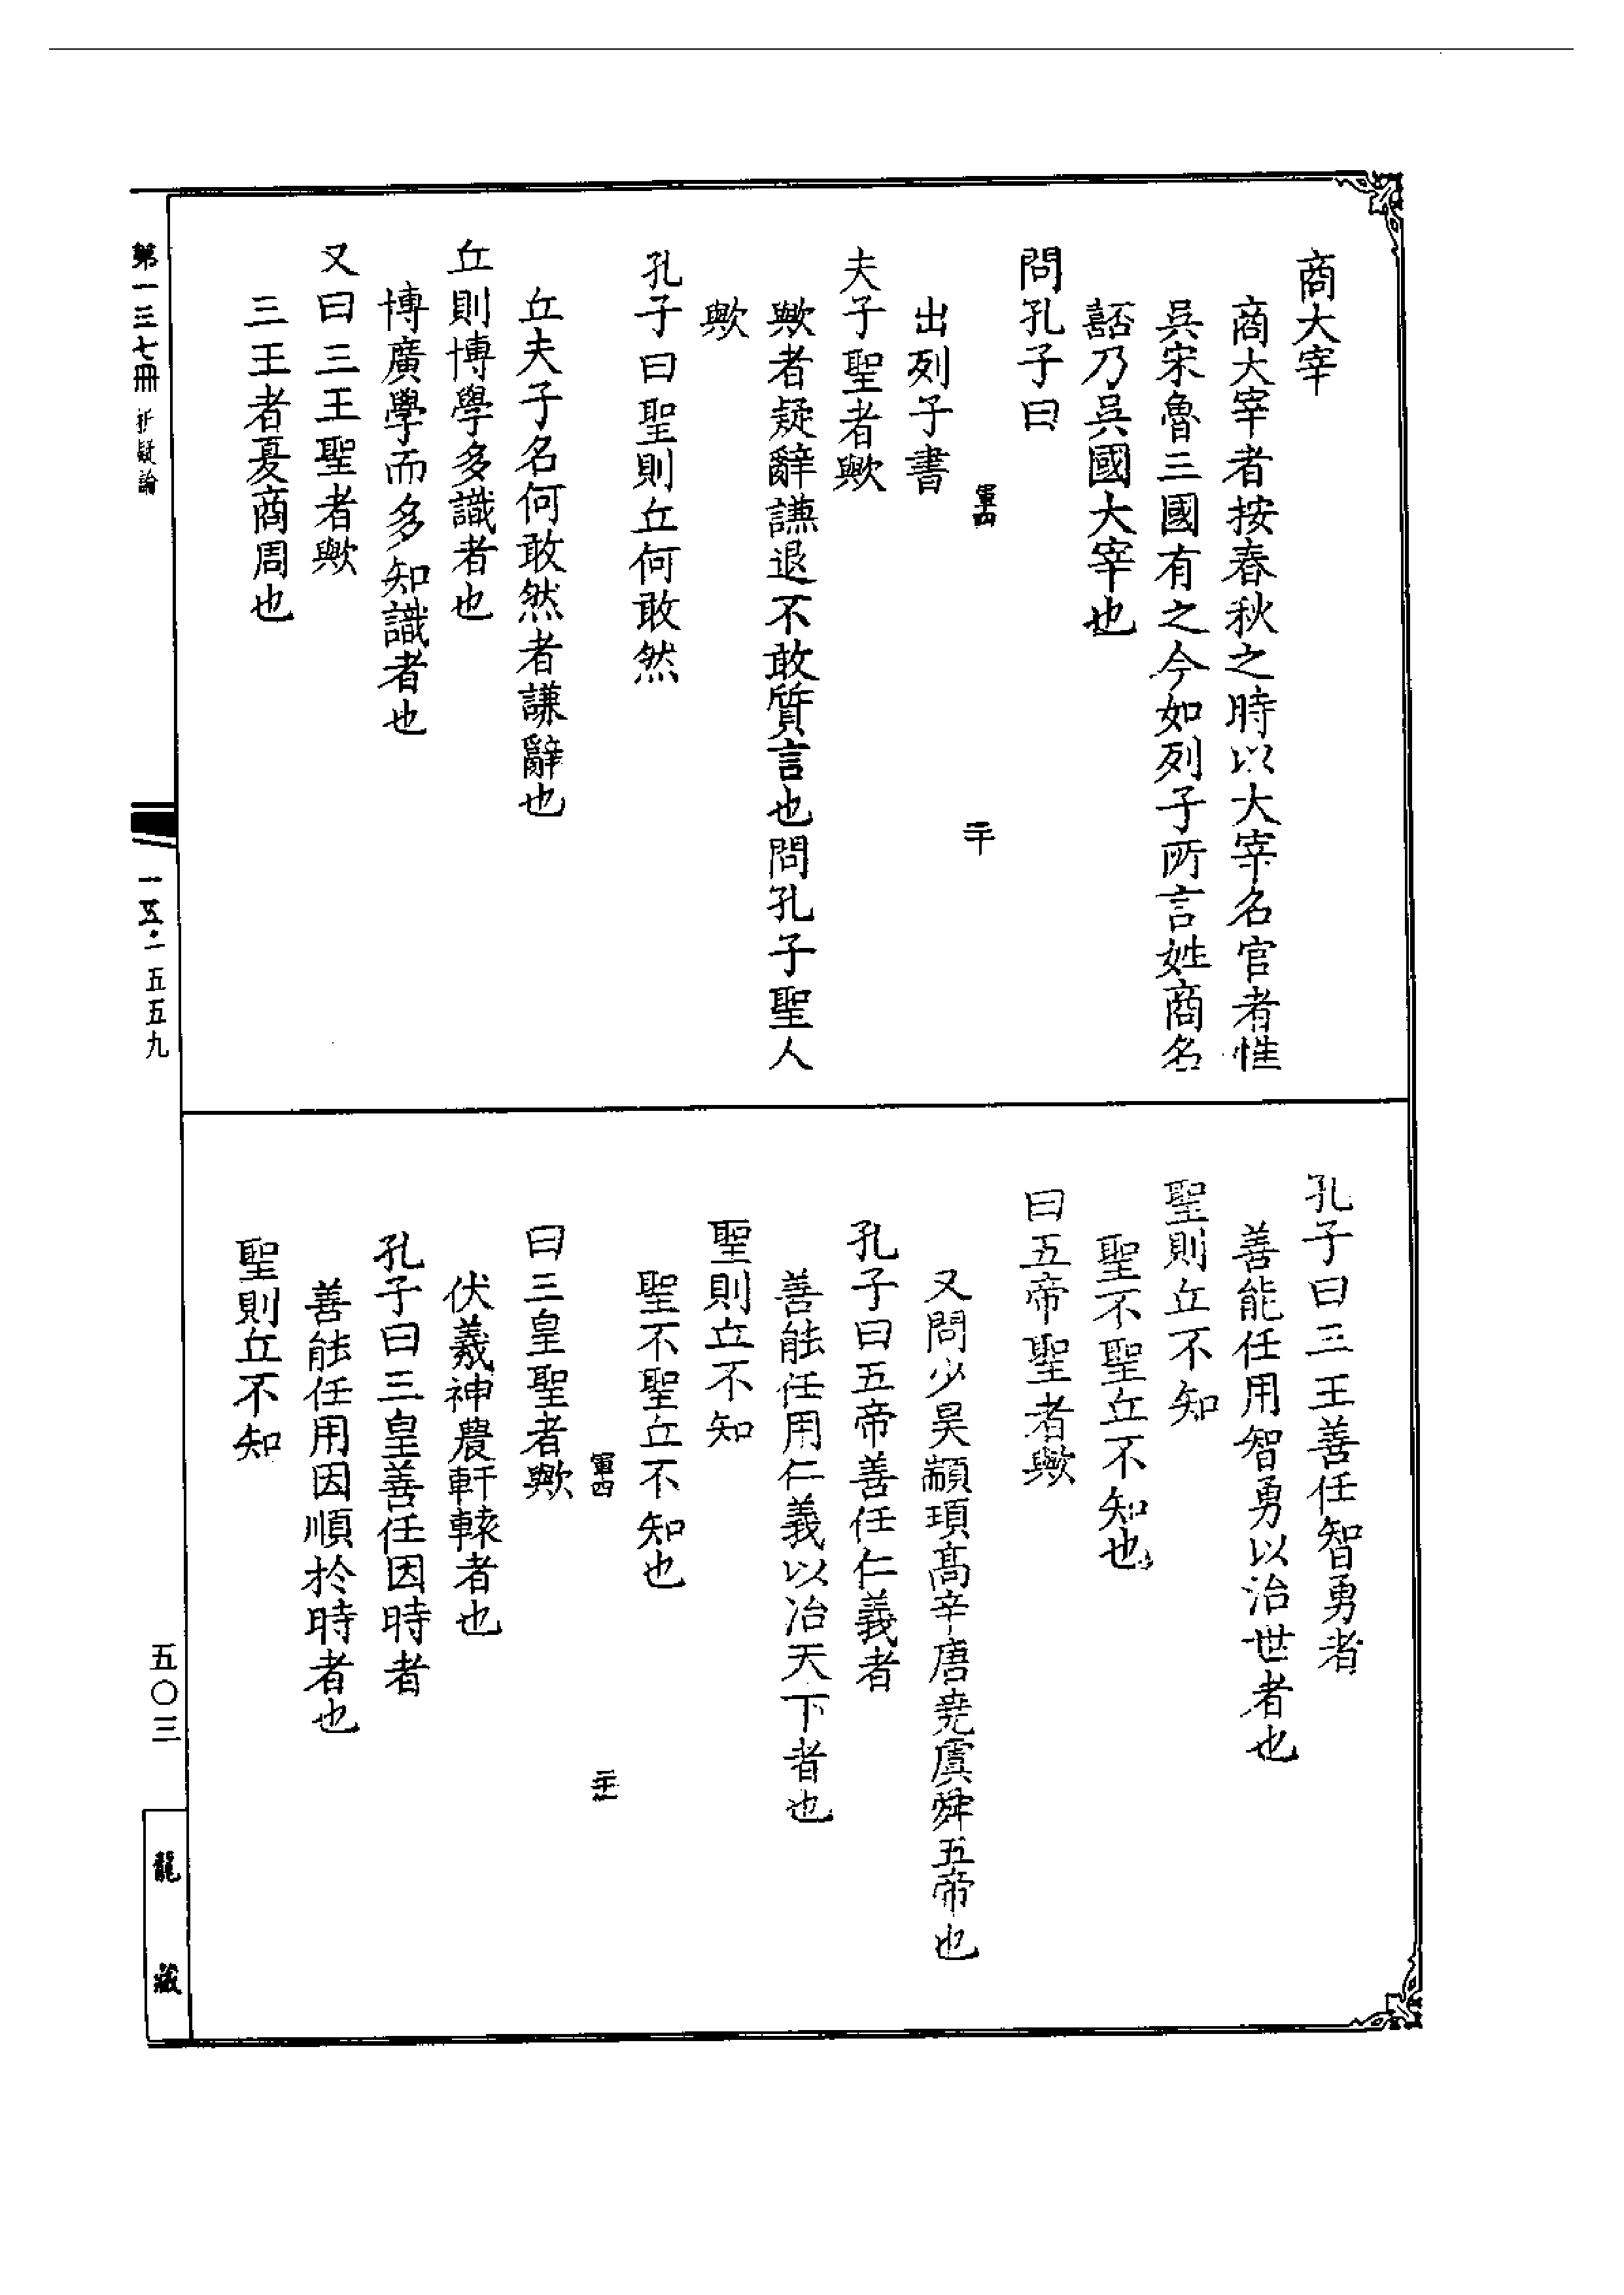 商大宰
商大宰者按春秋之時以大宰名官者惟
吳宋魯三國有之今如列子所言姓商名
嚭乃吳國大宰也
問孔子曰
軍四
二十
出列子書
夫子聖者歟
歟者疑辭謙退不敢質言也問孔子聖人
歟
孔子曰聖則丘何敢然
丘夫子名何敢然者謙辭也
丘則博學多識者也
博廣學而多知識者也
又曰三王聖者歟
三王者夏商周也
孔子曰三王善任智勇者
善能任用智勇以治世者也
聖則丘不知
聖不聖丘不知也
曰五帝聖者歟
又問少昊顓頊高辛唐堯虞舜五帝也
孔子曰五帝善任仁義者
善能任用仁義以治天下者也
聖則丘不知
聖不聖丘不知也
軍四
曰三皇聖者歟
伏羲神農軒轅者也
孔子曰三皇善任因時者
善能任用因順於時者也
聖則丘不知
第一三七冊 折疑論
一五·一五五九
五〇三
龍藏